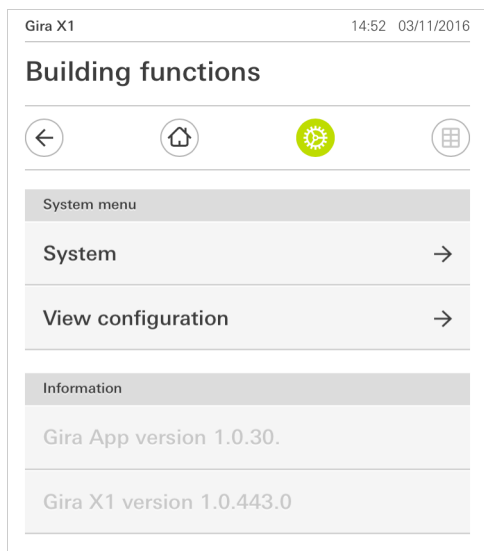 Gira X1 14:52 03/11/2016
Building functions
System menu
System
View configuration
Information
Gira App version 1.0.30.
Gira X1 version 1.0.443.0